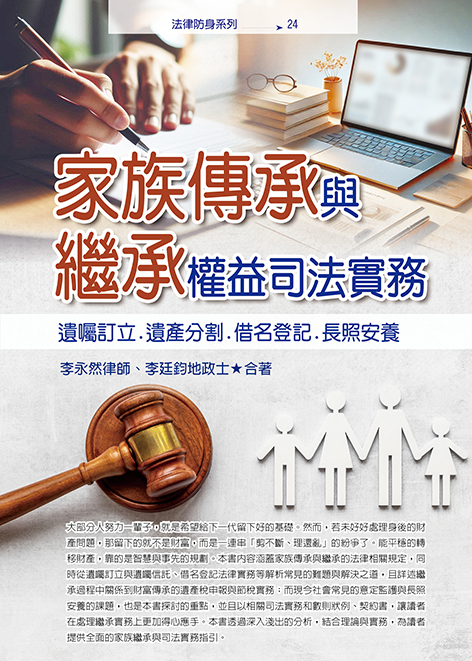 法律防身系列 24
家族傳承與
繼承權益司法實務
遺囑訂立.遺產分割.借名登記.長照安養
李永然律師、李廷鈞地政士★合著
大部分人努力一輩子，就是希望給下一代留下好的基礎。然而，若未好好處理身後的財
產問題，那留下的就不是財富，而是一連串「剪不斷、理還亂」的紛爭了。能平穩的轉
移財產，靠的是智慧與事先的規劃。本書內容涵蓋家族傳承與繼承的法律相關規定，同
時從遺囑訂立與遺囑信託、借名登記法律實務等解析常見的難題與解決之道，且詳述繼
承過程中關係到財富傳承的遺產稅申報與節稅實務；而現今社會常見的意定監護與長照
安養的課題，也是本書探討的重點，並且以相關司法實務和數則狀例、契約書，讓讀者
在處理繼承實務上更加得心應手。本書透過深入淺出的分析，結合理論與實務，為讀者
提供全面的家族繼承與司法實務指引。